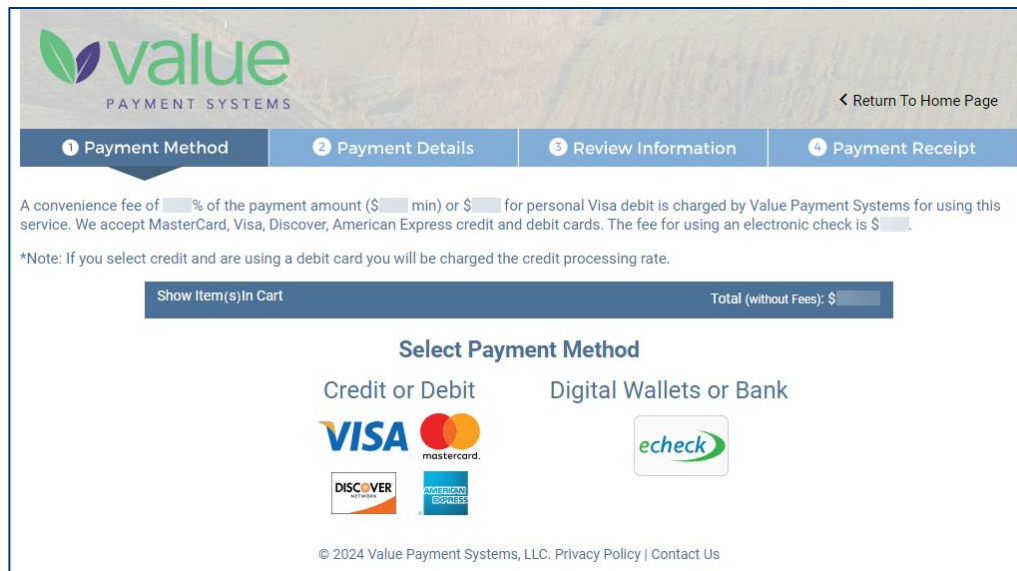 value
PAYMENT SYSTEMS
Return To Home Page
1 Payment Method
2 Payment Details
3 Review Information
4 Payment Receipt
A convenience fee of % of the payment amount ($ min) or $ for personal Visa debit is charged by Value Payment Systems for using this
service. We accept MasterCard, Visa, Discover, American Express credit and debit cards. The fee for using an electronic check is $ .
*Note: If you select credit and are using a debit card you will be charged the credit processing rate.
Show Item(s)In Cart
Total (without Fees): $
Select Payment Method
Credit or Debit
Digital Wallets or Bank
VISA
mastercard.
echeck
DISCOVER
NETWORK
AMERICAN
EXPRESS
© 2024 Value Payment Systems, LLC. Privacy Policy | Contact Us